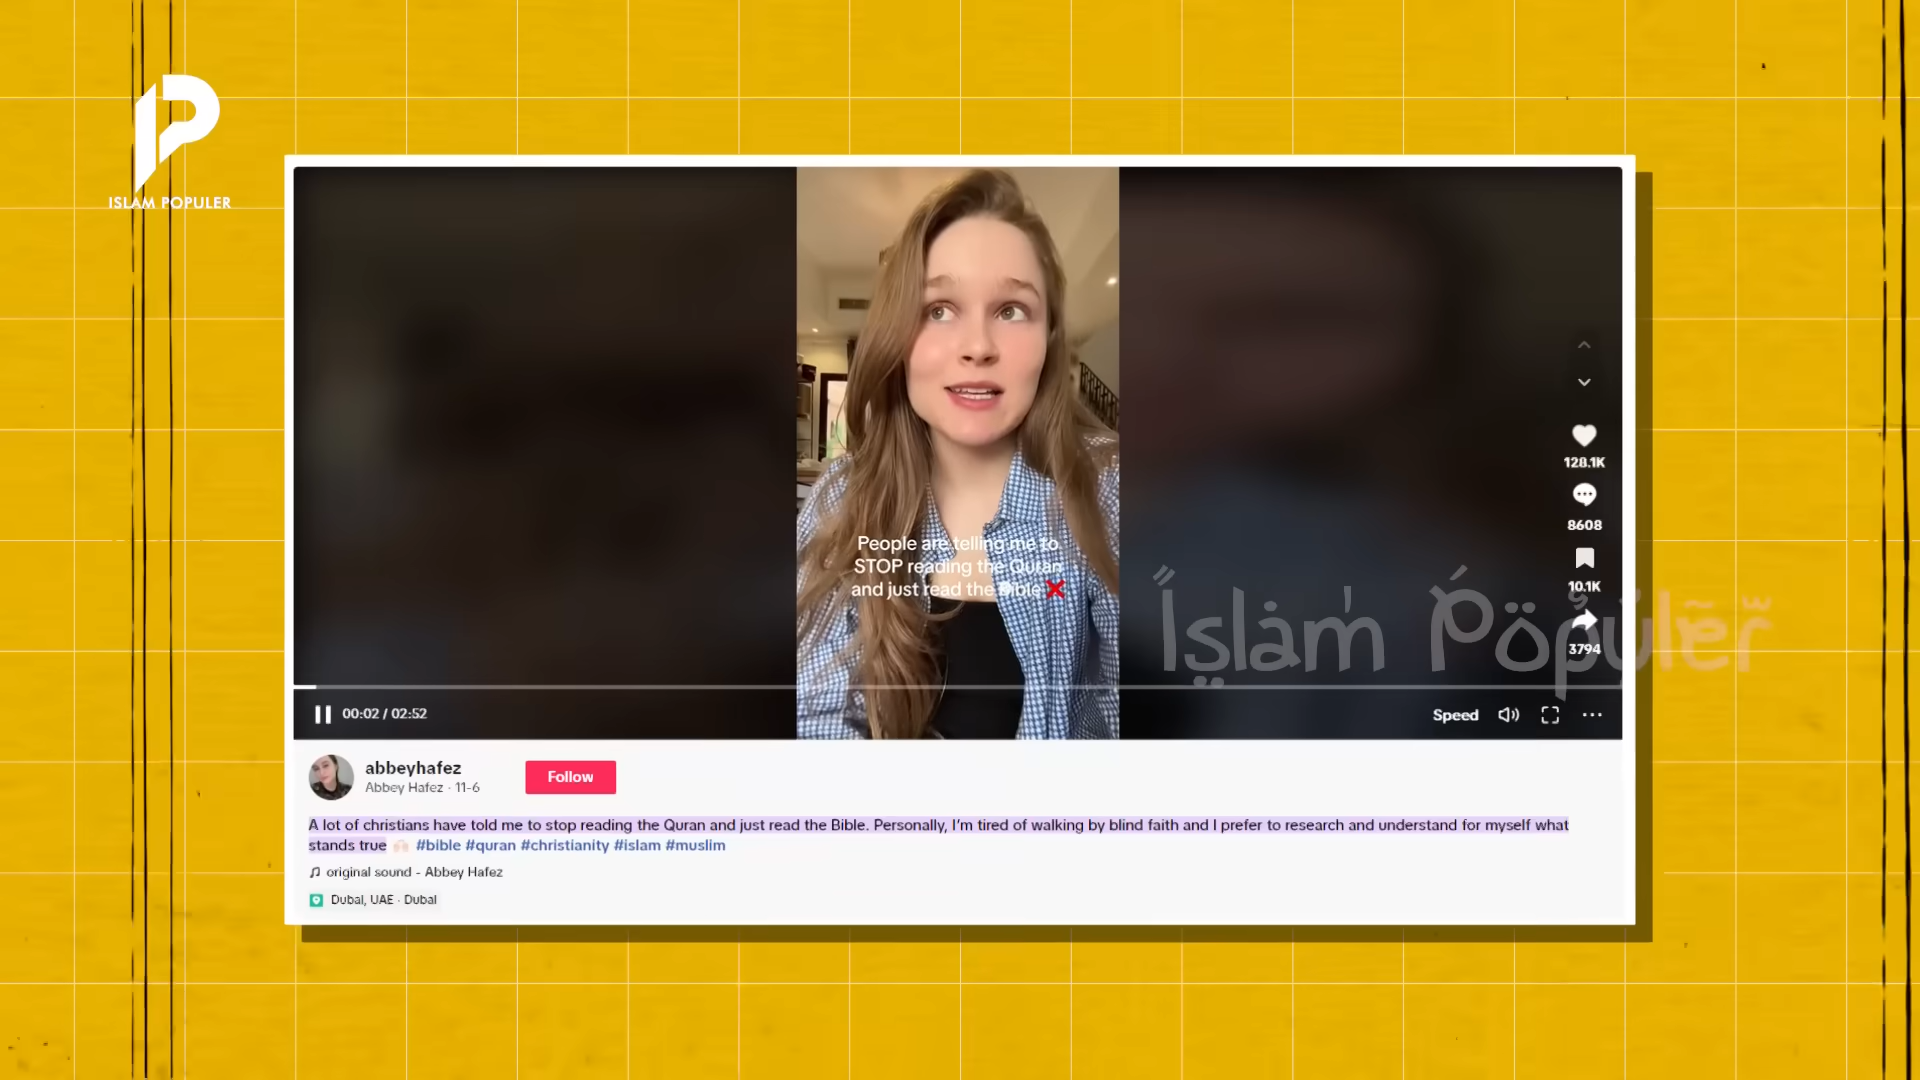 ISLAM POPULER
People are telling me to
STOP reading the Quran
and just read the Bible
128.1K
8608
10.1K
3794
Islam Populer
00:02 / 02:52
Speed
abbeyhafez
Abbey Hafez · 11-6
Follow
A lot of christians have told me to stop reading the Quran and just read the Bible. Personally, I'm tired of walking by blind faith and I prefer to research and understand for myself what
stands true #bible #quran #christianity #islam #muslim
original sound - Abbey Hafez
Dubai, UAE · Dubai